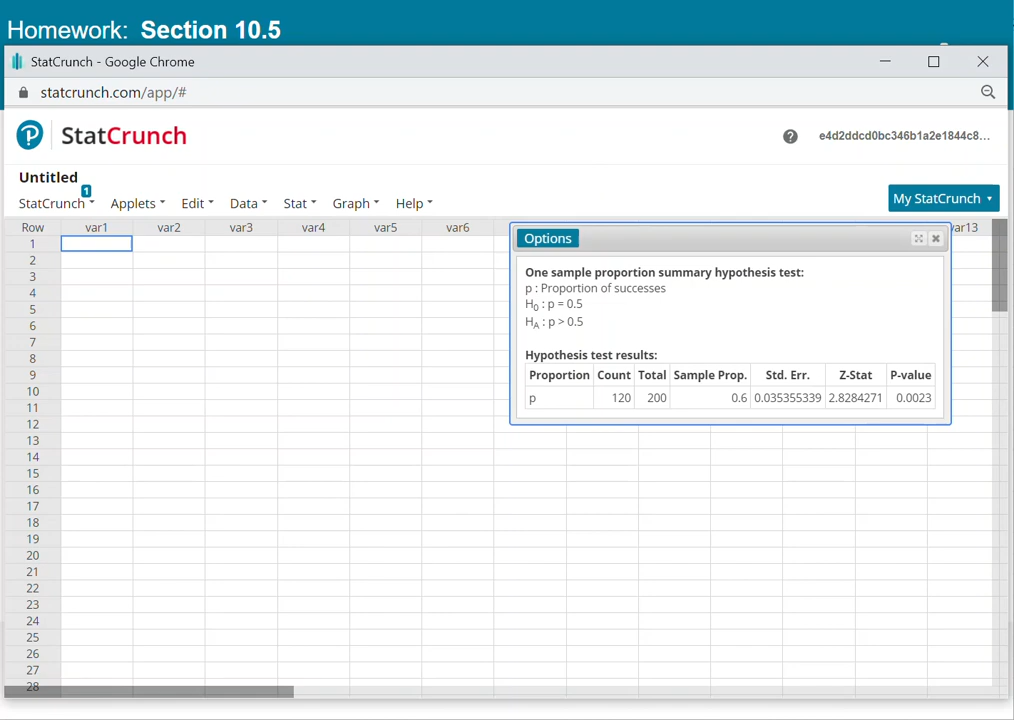 Homework: Section 10.5
StatCrunch - Google Chrome
statcrunch.com/app/#
P StatCrunch
? e4d2ddcd0bc346b1a2e1844c8...
Untitled
1
StatCrunch Applets Edit Data Stat Graph Help
My StatCrunch
Row var1 var2 var3 var4 var5 var6 var13
1
2
3
4
5
6
7
8
9
10
11
12
13
14
15
16
17
18
19
20
21
22
23
24
25
26
27
28
Options
One sample proportion summary hypothesis test:
p : Proportion of successes
H0 : p = 0.5
HA : p > 0.5
Hypothesis test results:
Proportion Count Total Sample Prop. Std. Err. Z-Stat P-value
p 120 200 0.6 0.035355339 2.8284271 0.0023